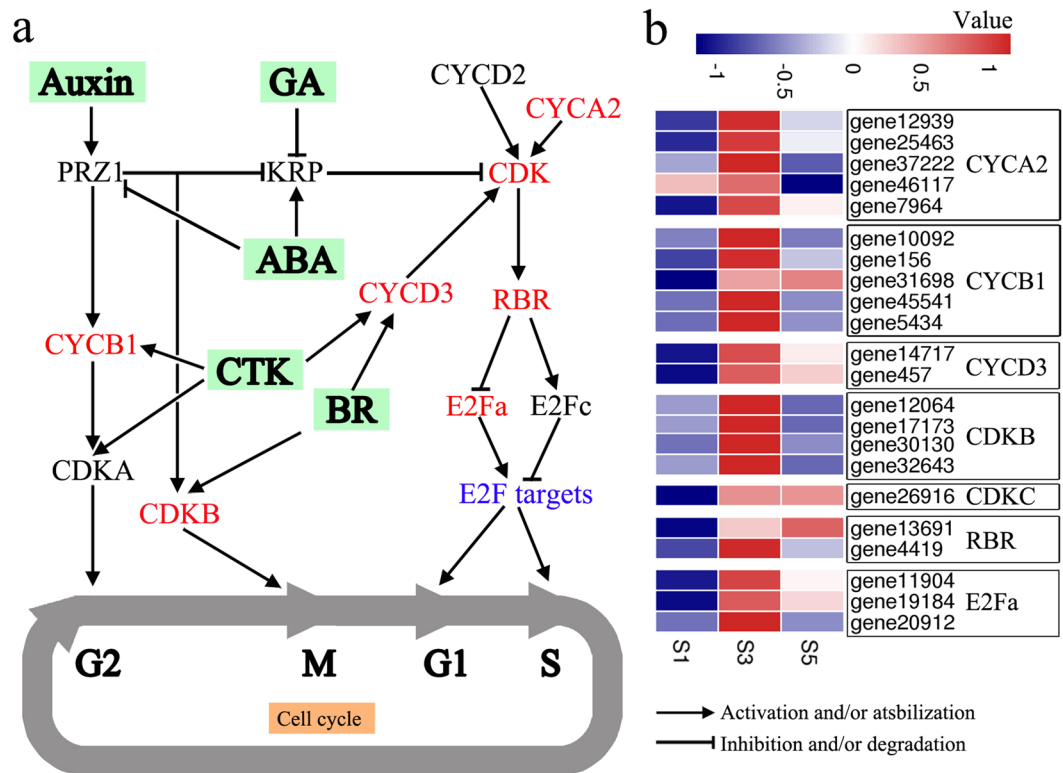 a
Auxin
GA
CYCD2
CYCA2
PRZ1
KRP
CDK
ABA
CYCD3
RBR
CYCB1
CTK
BR
E2Fa
E2Fc
CDKA
CDKB
E2F targets
G2
M
G1
S
Cell cycle
b
Value
-1
-0.5
0
0.5
1
gene12939
gene25463
gene37222
gene46117
gene7964
CYCA2
gene10092
gene156
gene31698
gene45541
gene5434
CYCB1
gene14717
gene457
CYCD3
gene12064
gene17173
gene30130
gene32643
CDKB
gene26916
CDKC
gene13691
gene4419
RBR
gene11904
gene19184
gene20912
E2Fa
S1
S3
S5
Activation and/or atsbilization
Inhibition and/or degradation